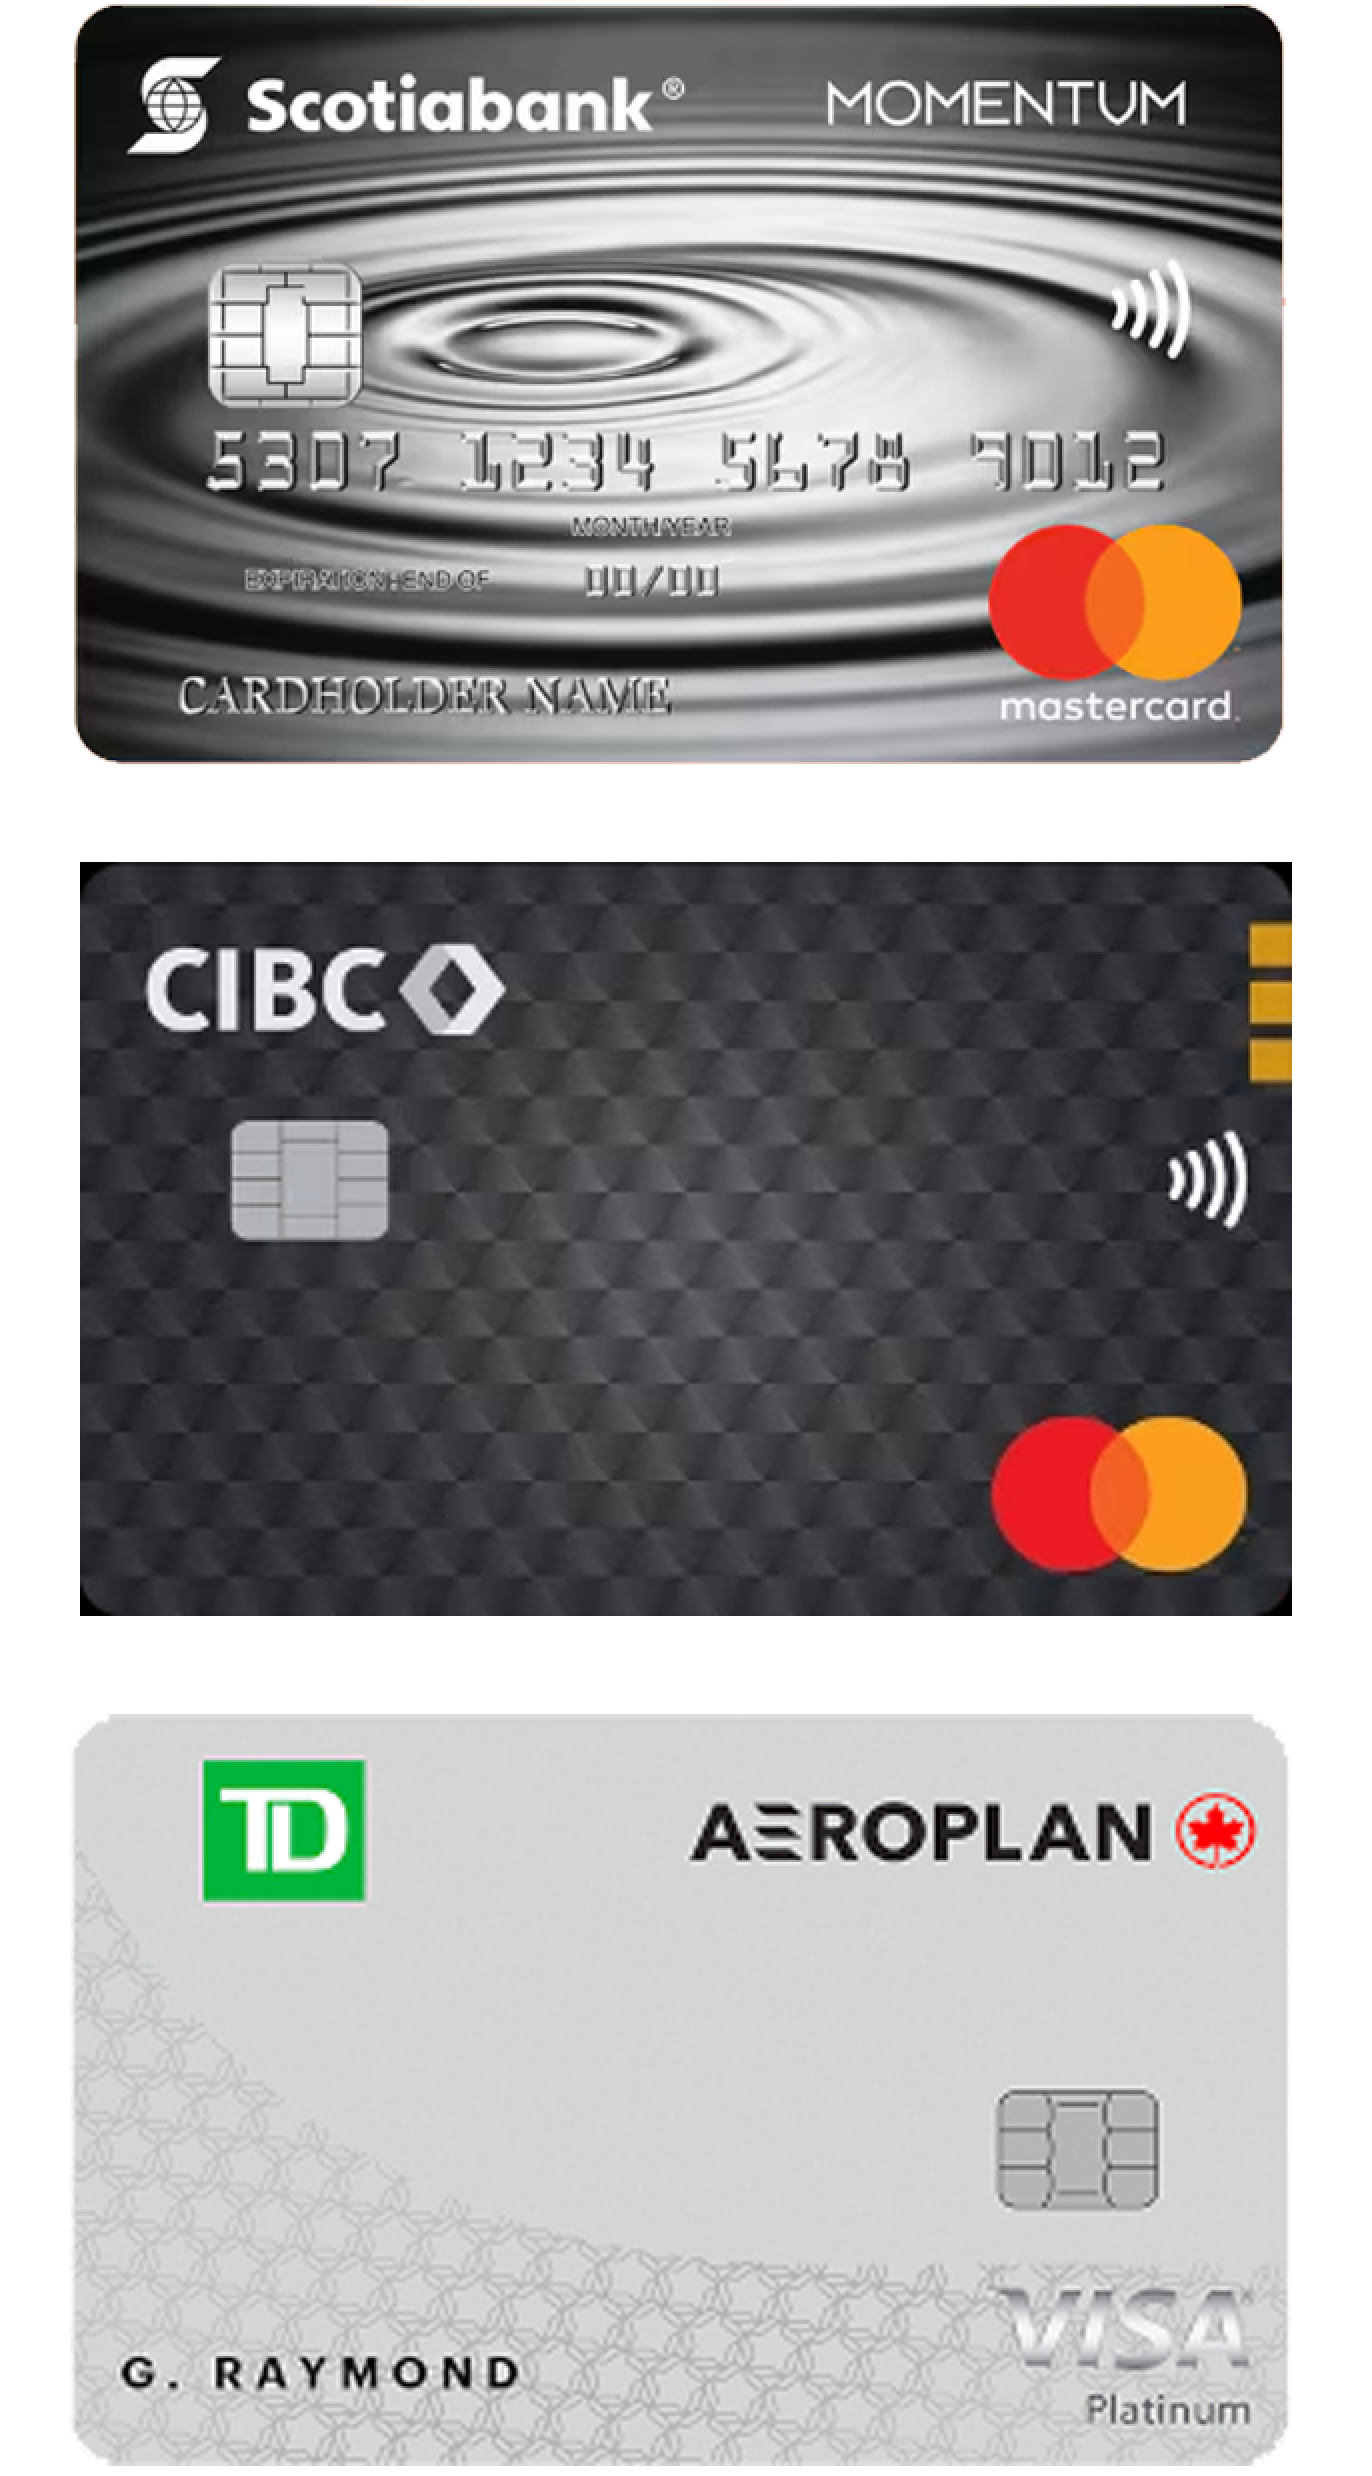 Scotiabank® MOMENTUM
5307 1234 5678 9012
MONTH/YEAR
EXPIRATION: END OF 00/00
CARDHOLDER NAME
mastercard.
CIBC
TD AEROPLAN
VISA
G. RAYMOND
Platinum